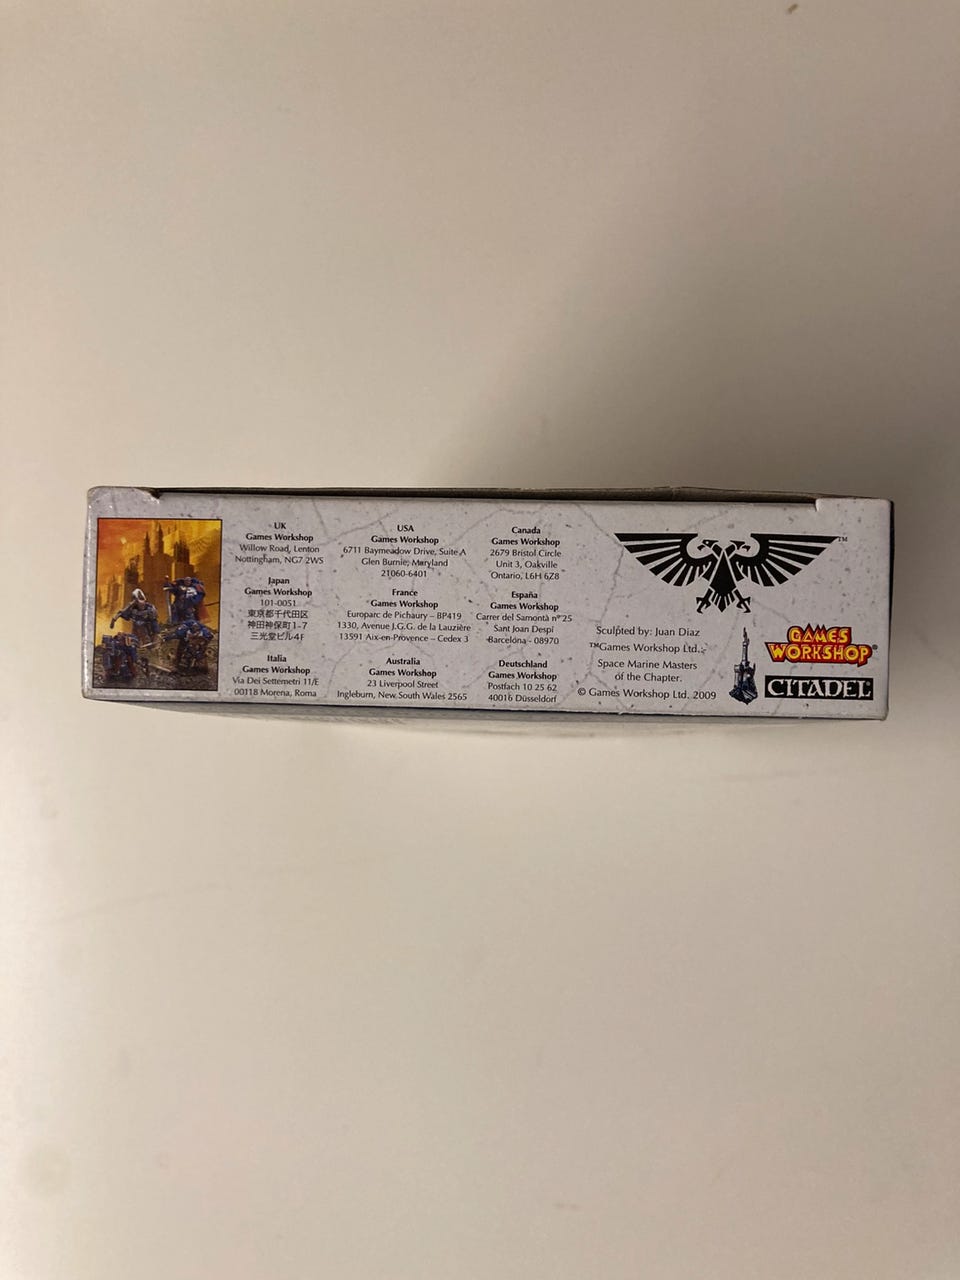 UK
Games Workshop
Willow Road, Lenton
Nottingham, NG7 2WS
Japan
Games Workshop
101-0051
東京都千代田区
神田神保町1-7
三光堂ビル4F
Italia
Games Workshop
Via Dei Settemetri 11/E
00118 Morena, Roma
USA
Games Workshop
6711 Baymeadow Drive, Suite A
Glen Burnie, Maryland
21060-6401
France
Games Workshop
Europarc de Pichaury – BP419
1330, Avenue J.G.G. de la Lauzière
13591 Aix-en-Provence – Cedex 3
Australia
Games Workshop
23 Liverpool Street
Ingleburn, New South Wales 2565
Canada
Games Workshop
2679 Bristol Circle
Unit 3, Oakville
Ontario, L6H 6Z8
España
Games Workshop
Carrer del Samontà nº 25
Sant Joan Despí
Barcelona - 08970
Deutschland
Games Workshop
Postfach 10 25 62
40016 Düsseldorf
TM
Sculpted by: Juan Diaz
™Games Workshop Ltd.
Space Marine Masters
of the Chapter.
© Games Workshop Ltd. 2009
GAMES
WORKSHOP®
CITADEL®